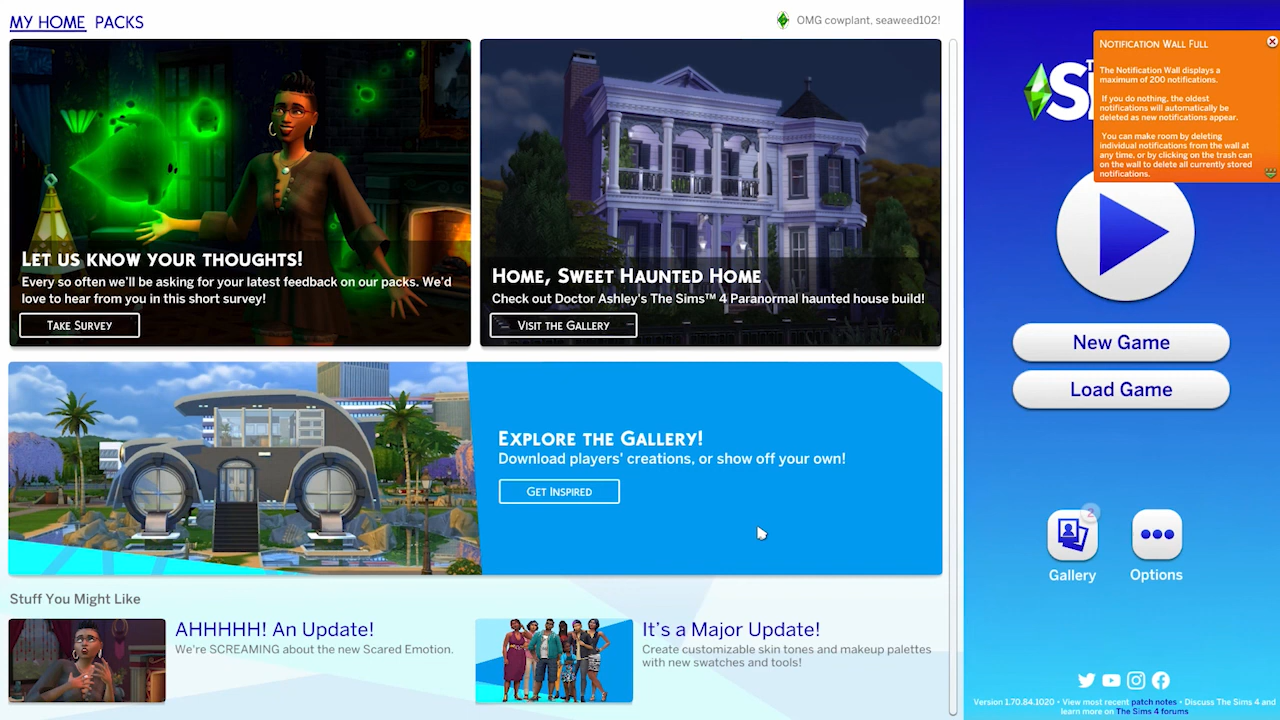 MY HOME PACKS
OMG cowplant, seaweed102!
LET US KNOW YOUR THOUGHTS!
Every so often we'll be asking for your latest feedback on our packs. We'd
love to hear from you in this short survey!
TAKE SURVEY
HOME, SWEET HAUNTED HOME
Check out Doctor Ashley's The Sims™ 4 Paranormal haunted house build!
VISIT THE GALLERY
EXPLORE THE GALLERY!
Download players' creations, or show off your own!
GET INSPIRED
Stuff You Might Like
AHHHHH! An Update!
We're SCREAMING about the new Scared Emotion.
It's a Major Update!
Create customizable skin tones and makeup palettes
with new swatches and tools!
NOTIFICATION WALL FULL
The Notification Wall displays a
maximum of 200 notifications.
If you do nothing, the oldest
notifications will automatically be
deleted as new notifications appear.
You can make room by deleting
individual notifications from the wall at
any time, or by clicking on the trash can
on the wall to delete all currently stored
notifications.
New Game
Load Game
2
Gallery
Options
Version 1.70.84.1020 • View most recent patch notes • Discuss The Sims 4 and
learn more on The Sims 4 forums